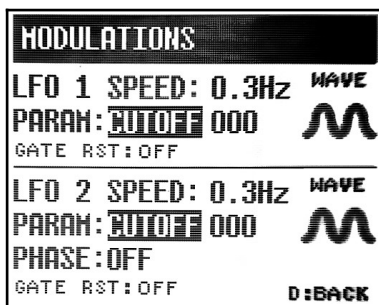 MODULATIONS
LFO 1 SPEED: 0.3Hz WAVE
PARAM:CUTOFF 000
GATE RST:OFF
LFO 2 SPEED: 0.3Hz WAVE
PARAM:CUTOFF 000
PHASE:OFF
GATE RST:OFF
D:BACK